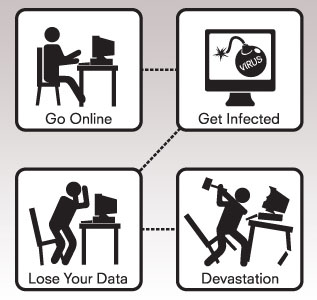 Go Online
VIRUS
Get Infected
Lose Your Data
Devastation